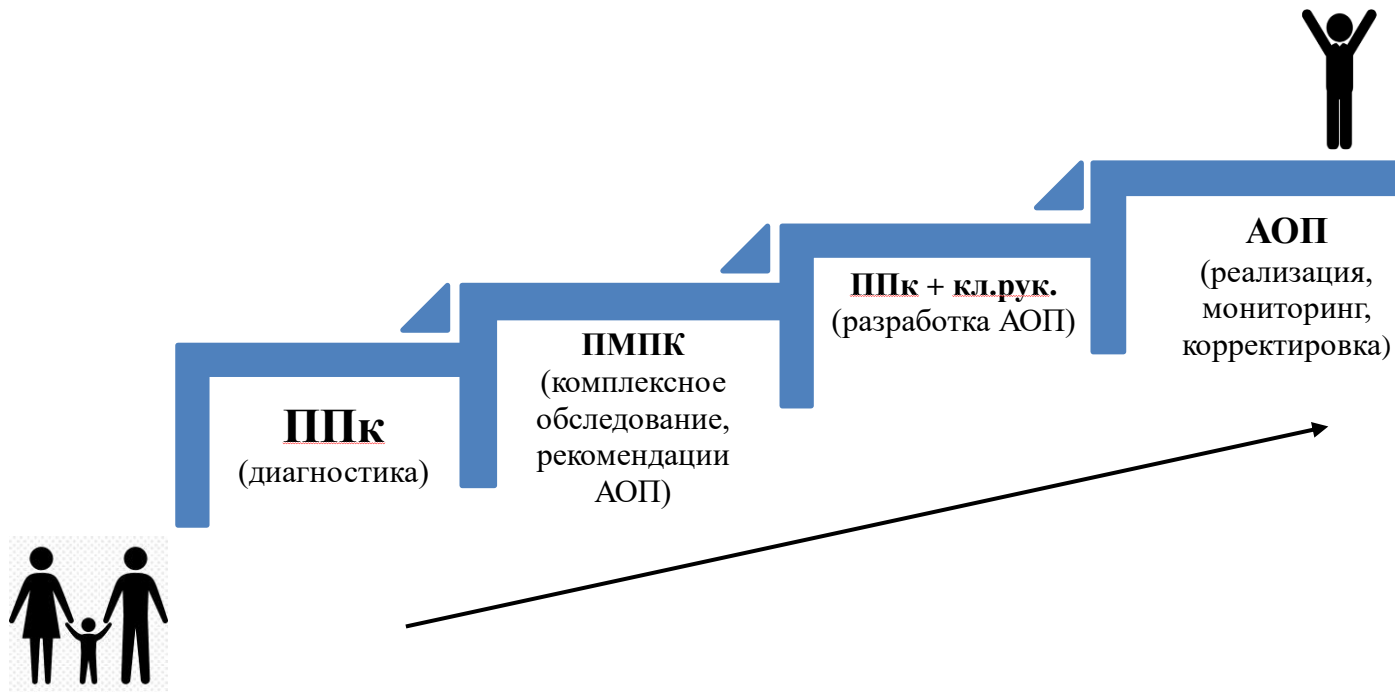 ППк
(диагностика)
ПМПК
(комплексное
обследование,
рекомендации
АОП)
ППк + кл.рук.
(разработка АОП)
АОП
(реализация,
мониторинг,
корректировка)